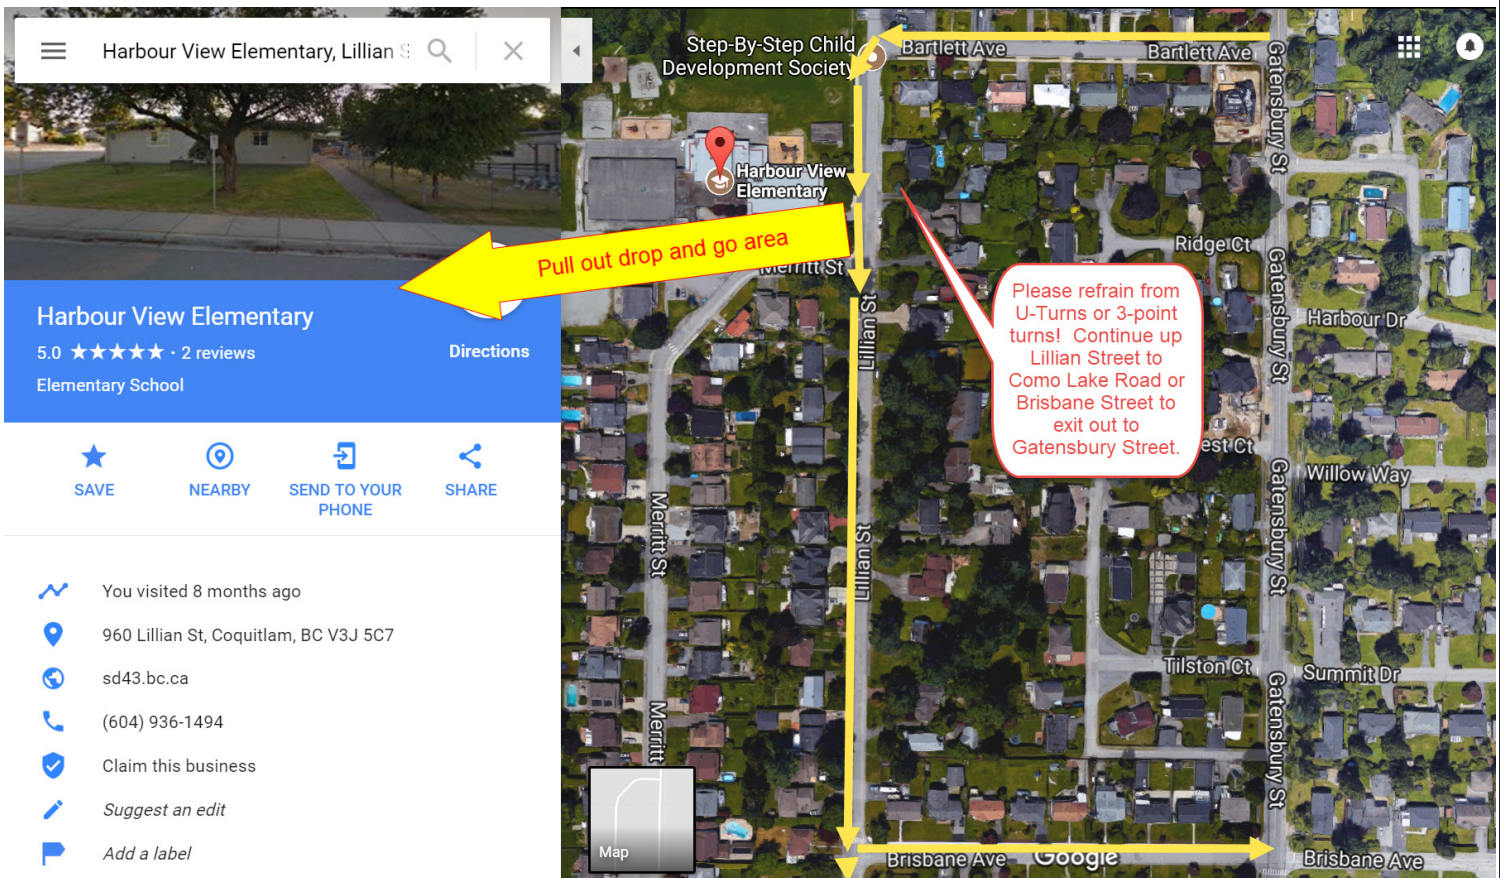 Harbour View Elementary, Lillian S
Harbour View Elementary
5.0 ★★★★★ · 2 reviews
Directions
Elementary School
SAVE
NEARBY
SEND TO YOUR
PHONE
SHARE
You visited 8 months ago
960 Lillian St, Coquitlam, BC V3J 5C7
sd43.bc.ca
(604) 936-1494
Claim this business
Suggest an edit
Add a label
Step-By-Step Child
Development Society
Bartlett Ave
Bartlett Ave
Gatensbury St
Harbour View
Elementary
Pull out drop and go area
Merritt St
Ridge Ct
Gatensbury St
Lillian St
Harbour Dr
Please refrain from
U-Turns or 3-point
turns! Continue up
Lillian Street to
Como Lake Road or
Brisbane Street to
exit out to
Gatensbury Street.
est Ct
Willow Way
Merritt St
Lillian St
Gatensbury St
Tilston Ct
Summit Dr
Merritt
Gatensbury St
Map
Brisbane Ave
Google
Brisbane Ave